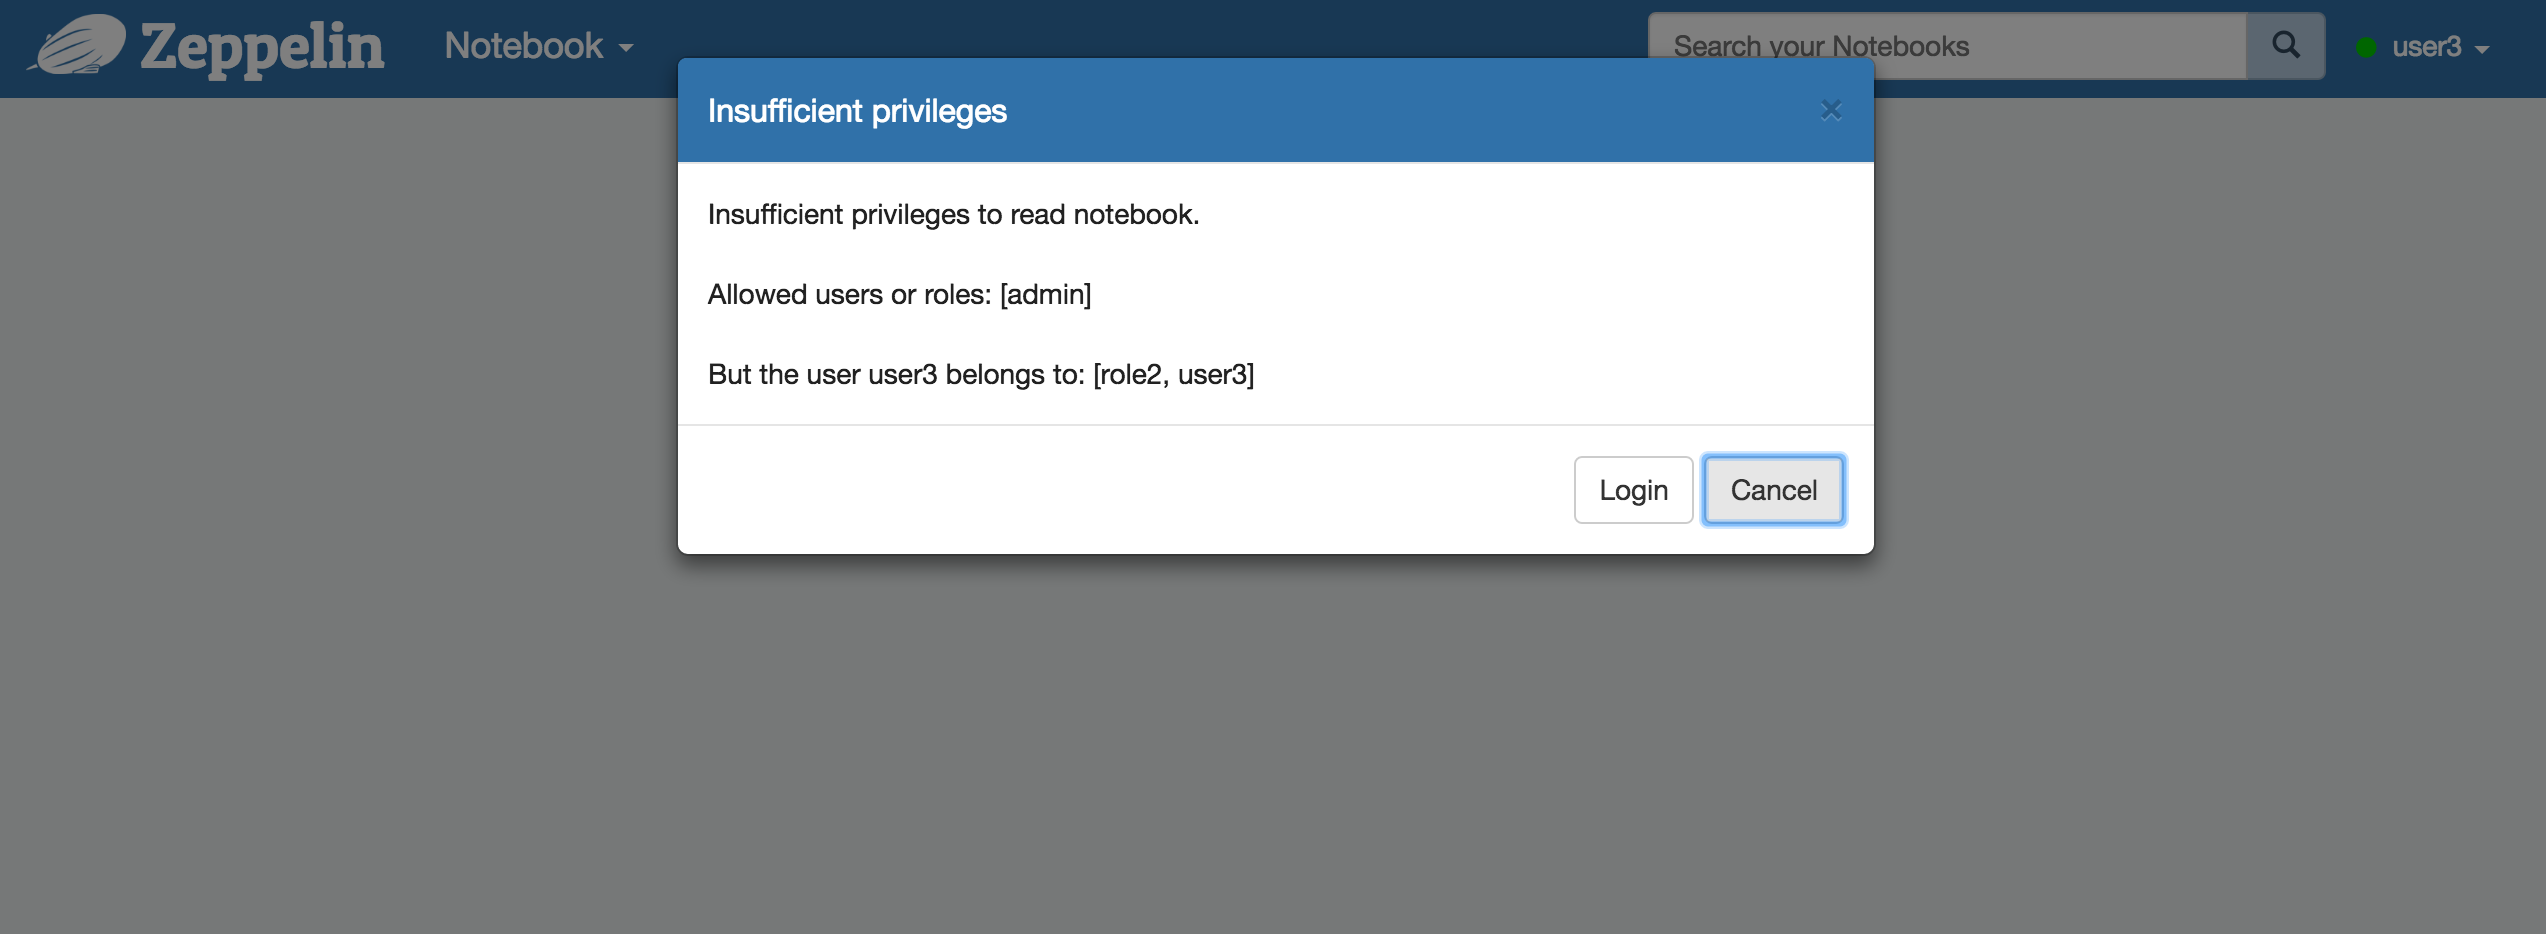 Zeppelin
Notebook
Search your Notebooks
user3
Insufficient privileges
×
Insufficient privileges to read notebook.
Allowed users or roles: [admin]
But the user user3 belongs to: [role2, user3]
Login
Cancel